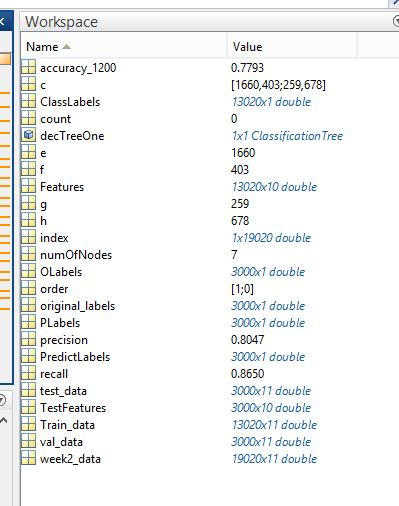 Workspace
Name Value
accuracy_1200 0.7793
c [1660,403;259,678]
ClassLabels 13020x1 double
count 0
decTreeOne 1x1 ClassificationTree
e 1660
f 403
Features 13020x10 double
g 259
h 678
index 1x19020 double
numOfNodes 7
OLabels 3000x1 double
order [1;0]
original_labels 3000x1 double
PLabels 3000x1 double
precision 0.8047
PredictLabels 3000x1 double
recall 0.8650
test_data 3000x11 double
TestFeatures 3000x10 double
Train_data 13020x11 double
val_data 3000x11 double
week2_data 19020x11 double